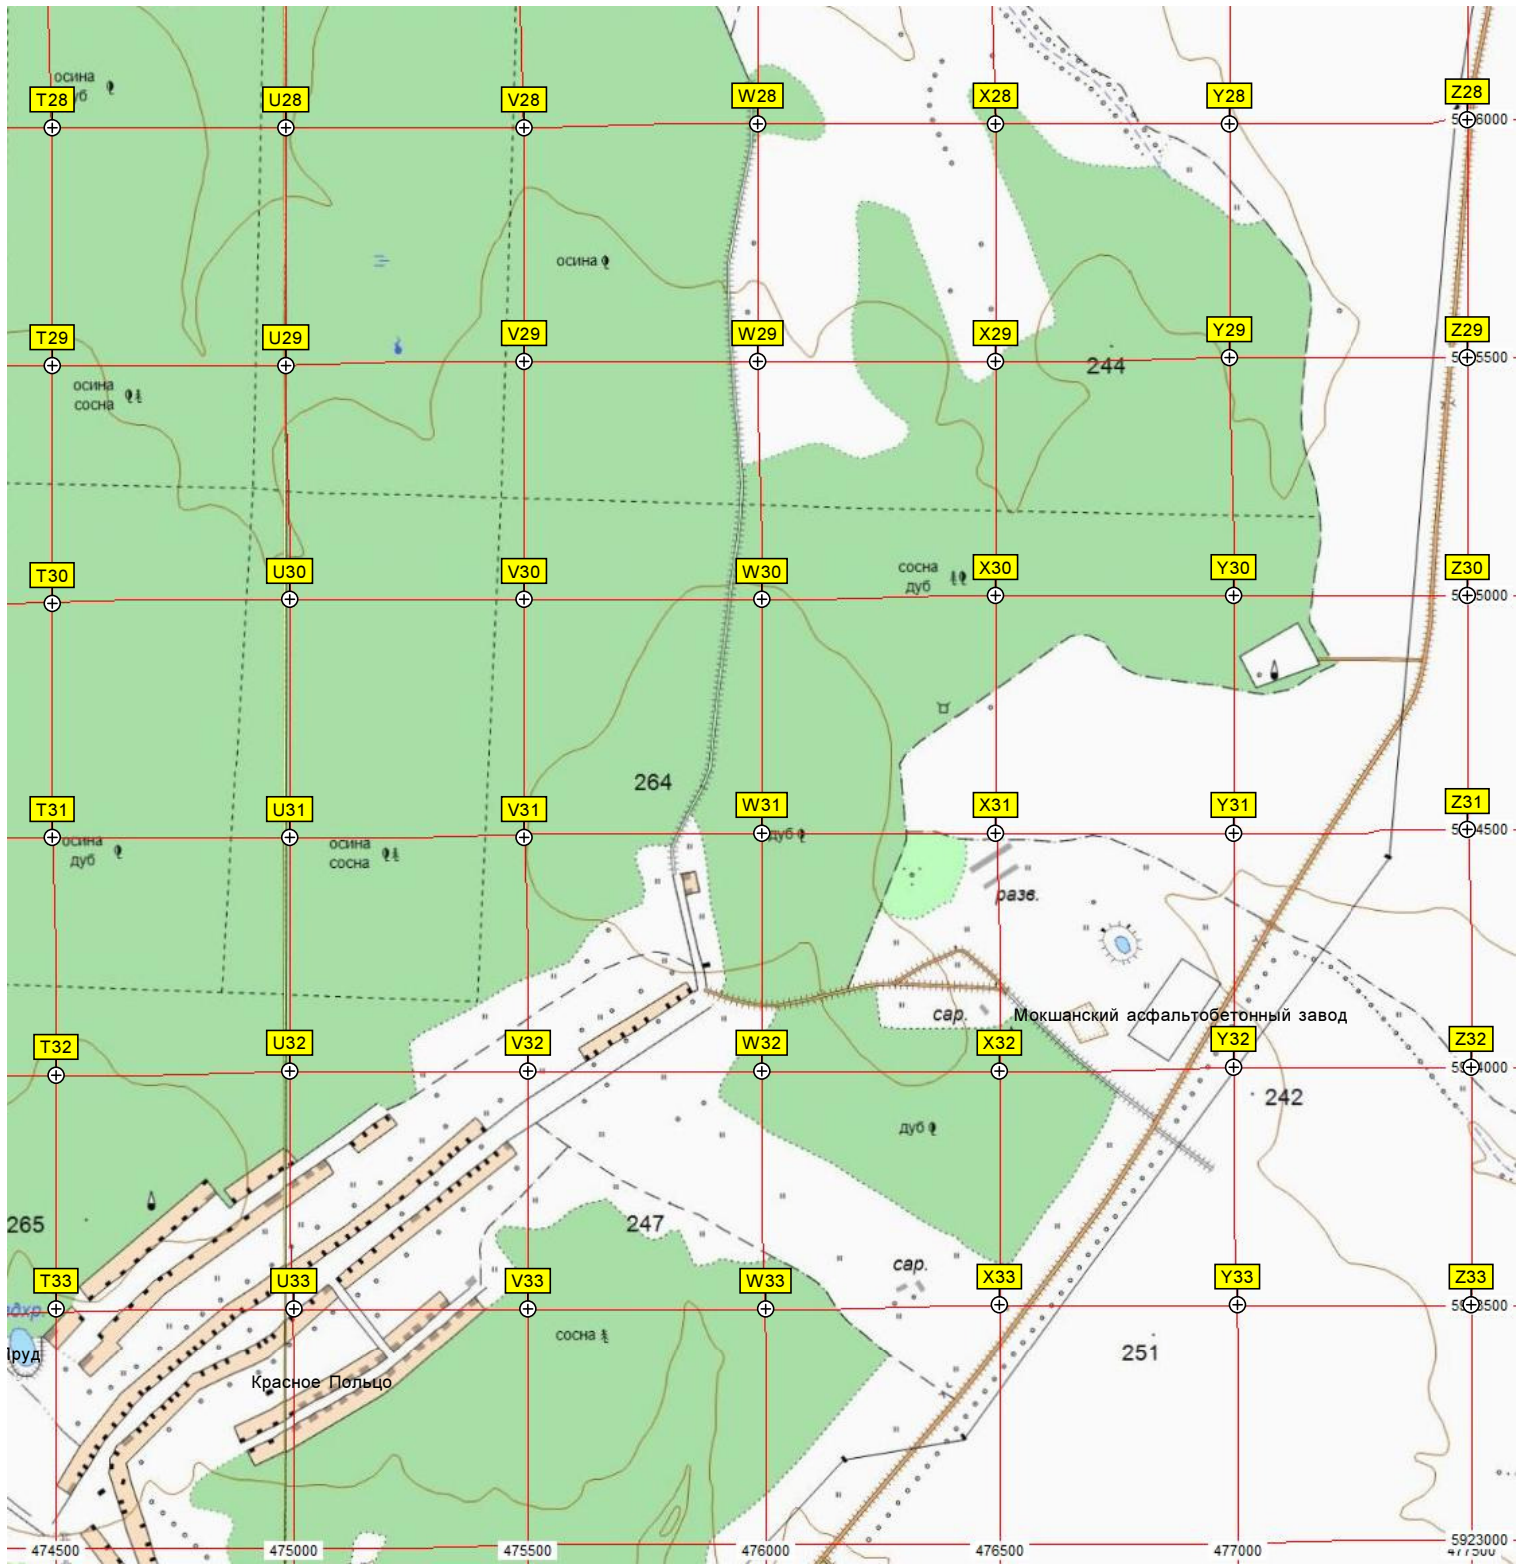 осина
дуб
T28 U28 V28 W28 X28 Y28 Z28
6000
осина
T29 U29 V29 W29 X29 Y29 Z29
5500
244
осина
сосна
T30 U30 V30 W30 X30 Y30 Z30
5000
сосна
дуб
264
T31 U31 V31 W31 X31 Y31 Z31
4500
осина
дуб
осина
сосна
дуб
разв.
сар.
Мокшанский асфальтобетонный завод
T32 U32 V32 W32 X32 Y32 Z32
4000
242
дуб
265
247
сар.
T33 U33 V33 W33 X33 Y33 Z33
3500
сосна
251
Красное Польцо
474500 475000 475500 476000 476500 477000 477500
5923000